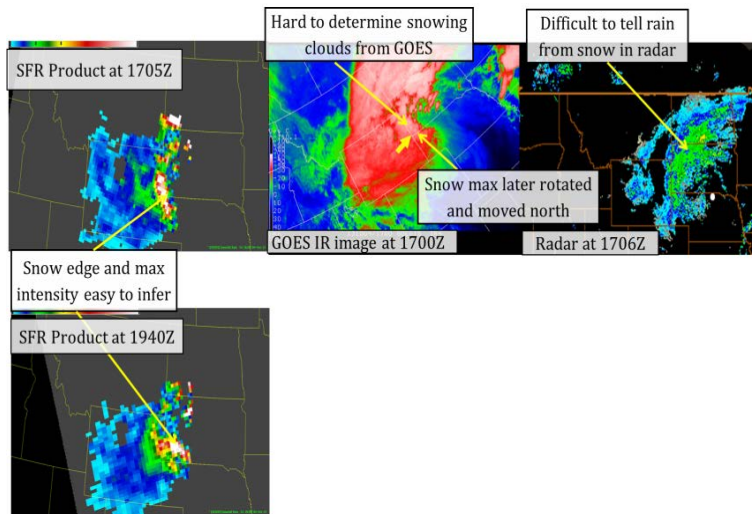 Hard to determine snowing
clouds from GOES
Difficult to tell rain
from snow in radar
SFR Product at 1705Z
Snow max later rotated
and moved north
GOES IR image at 1700Z
Radar at 1706Z
Snow edge and max
intensity easy to infer
SFR Product at 1940Z